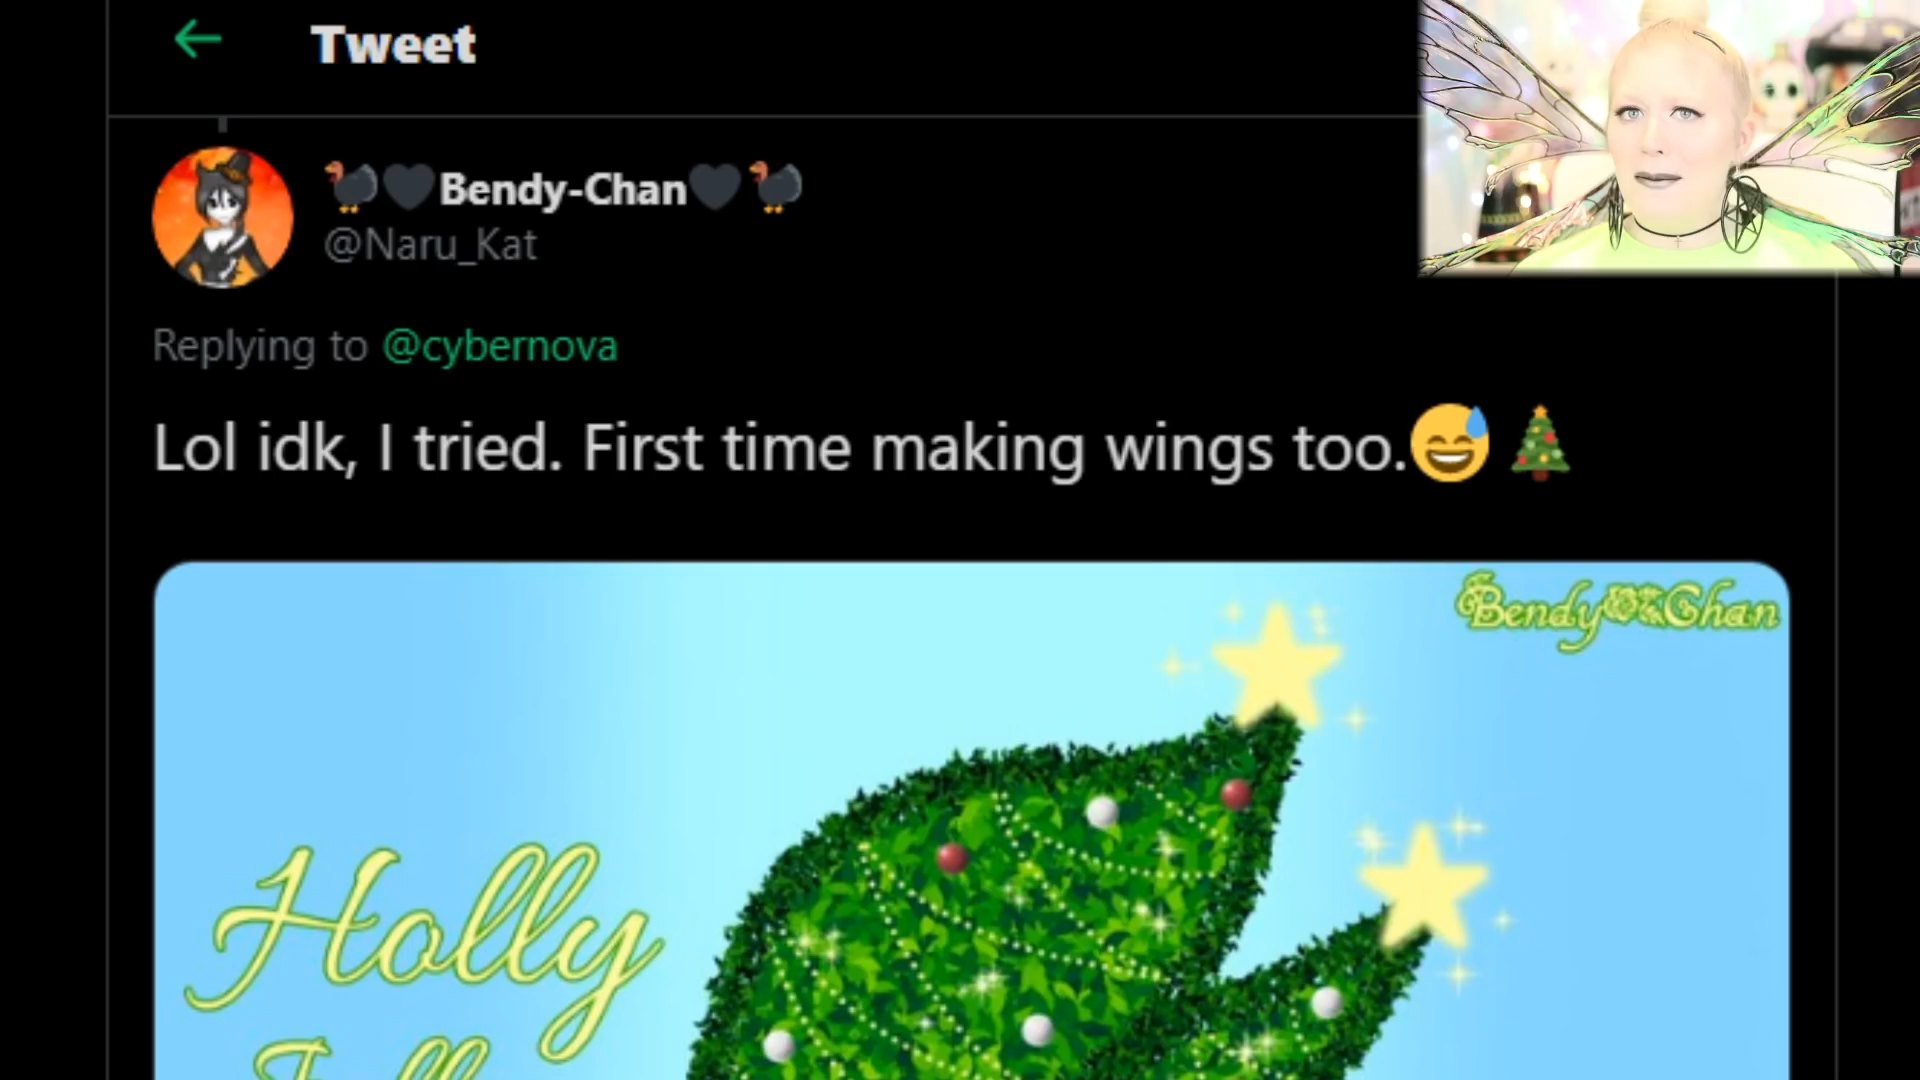 Tweet
Bendy-Chan
@Naru_Kat
Replying to @cybernova
Lol idk, I tried. First time making wings too.
Bendy Chan
Holly